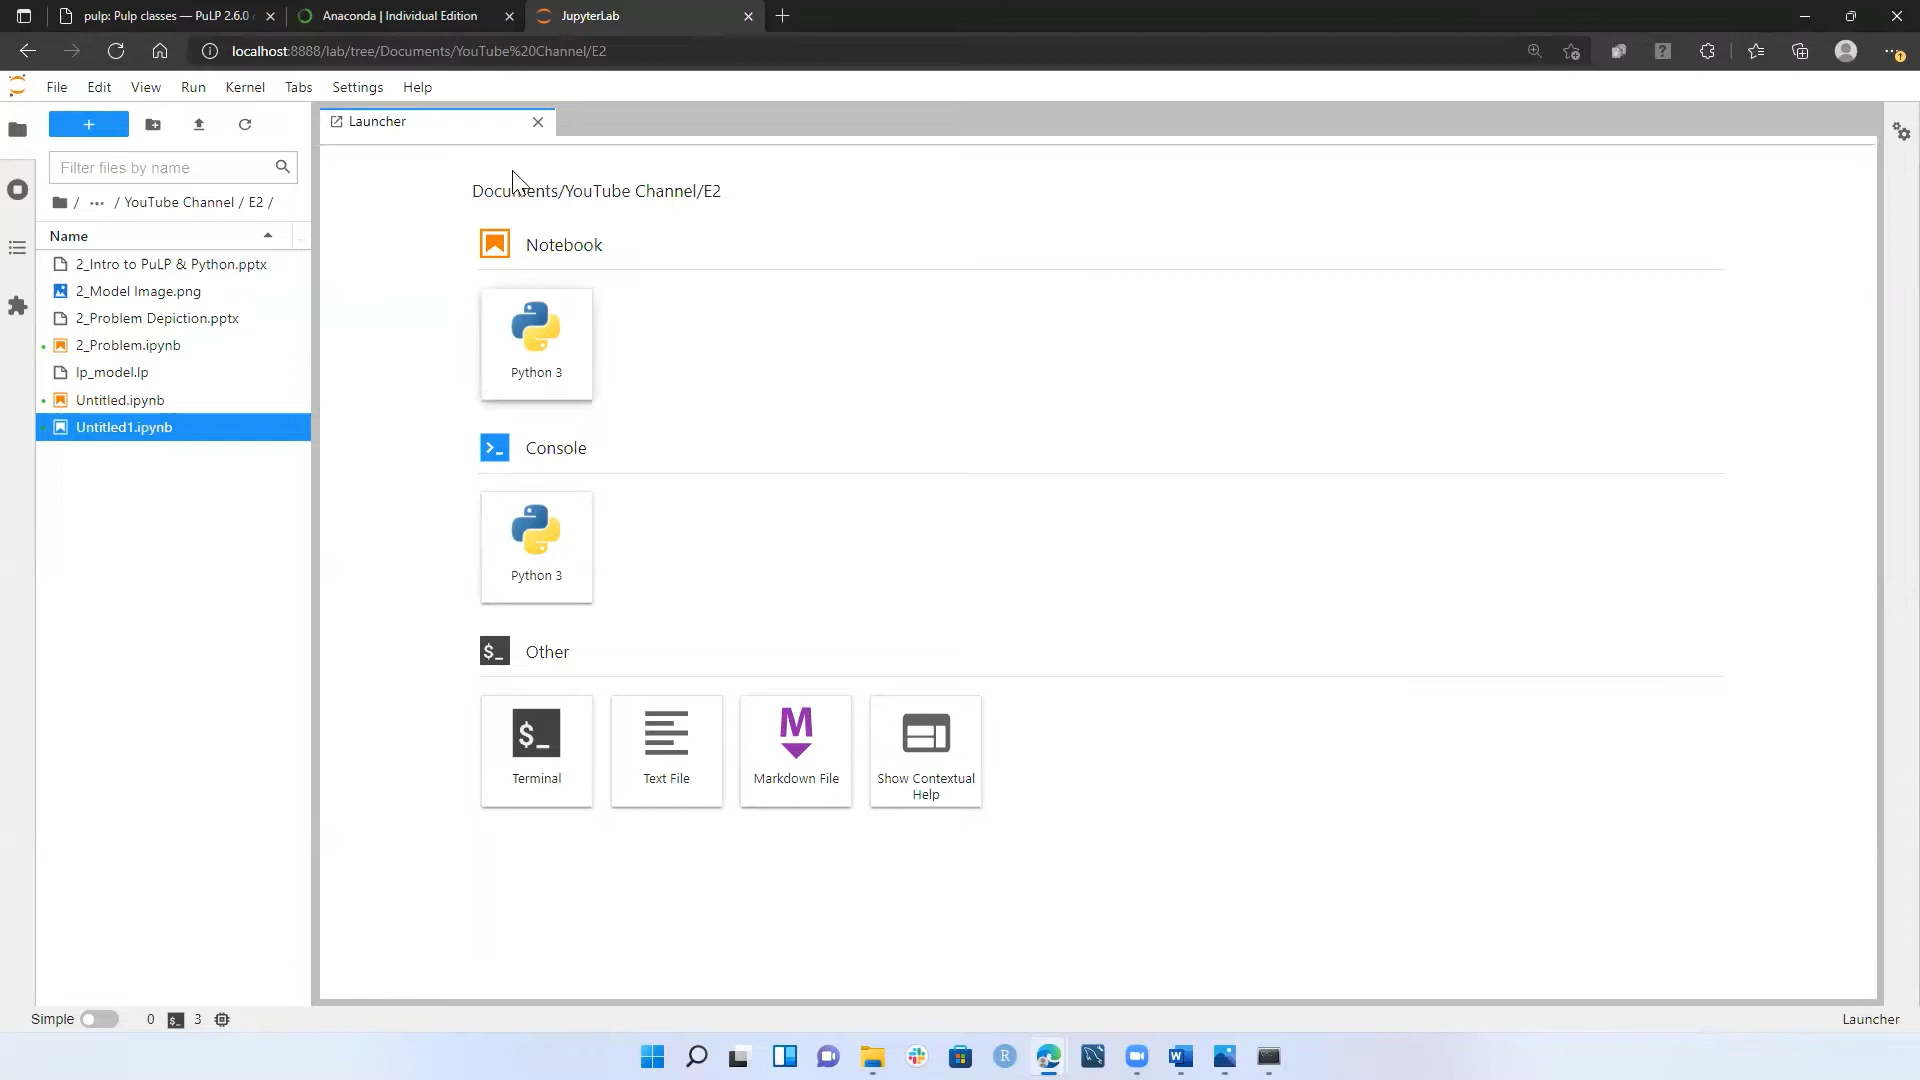 pulp: Pulp classes — PuLP 2.6.0
Anaconda | Individual Edition
JupyterLab
localhost:8888/lab/tree/Documents/YouTube%20Channel/E2
File Edit View Run Kernel Tabs Settings Help
+
Launcher
Filter files by name
/ ... / YouTube Channel / E2 /
Documents/YouTube Channel/E2
Name
Notebook
2_Intro to PuLP & Python.pptx
2_Model Image.png
2_Problem Depiction.pptx
2_Problem.ipynb
lp_model.lp
Untitled.ipynb
Untitled1.ipynb
Python 3
>_ Console
Python 3
$_ Other
$_
M
Terminal
Text File
Markdown File
Show Contextual
Help
Simple 0 $_ 3
Launcher
R
W